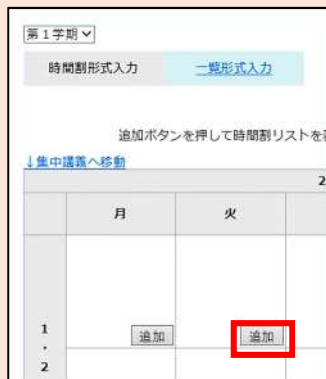 第１学期
時間割形式入力 一覧形式入力
追加ボタンを押して時間割リストを
↓集中講義へ移動
2
月 火
1
・
2
追加 追加